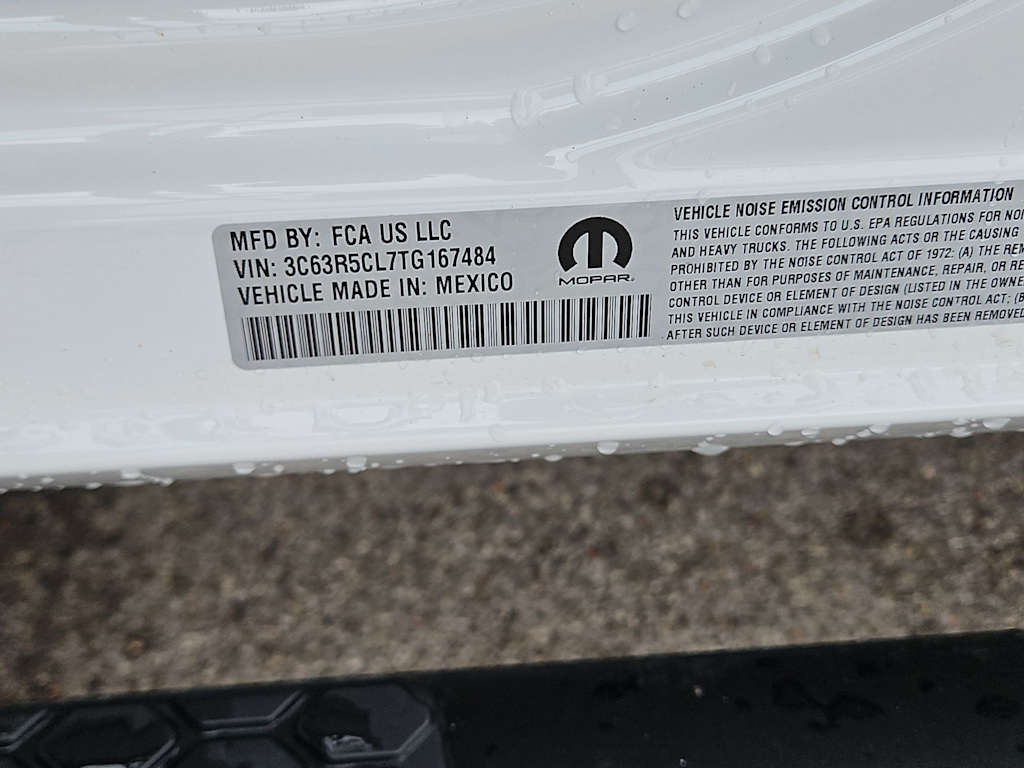 MFD BY: FCA US LLC
VIN: 3C63R5CL7TG167484
VEHICLE MADE IN: MEXICO
MOPAR®
VEHICLE NOISE EMISSION CONTROL INFORMATION
THIS VEHICLE CONFORMS TO U.S. EPA REGULATIONS FOR
AND HEAVY TRUCKS. THE FOLLOWING ACTS OR THE CAUSING
PROHIBITED BY THE NOISE CONTROL ACT OF 1972: (A) THE
OTHER THAN FOR PURPOSES OF MAINTENANCE, REPAIR, OR
CONTROL DEVICE OR ELEMENT OF DESIGN (LISTED IN THE
THIS VEHICLE IN COMPLIANCE WITH THE NOISE CONTROL ACT; (B
AFTER SUCH DEVICE OR ELEMENT OF DESIGN HAS BEEN REMOVED